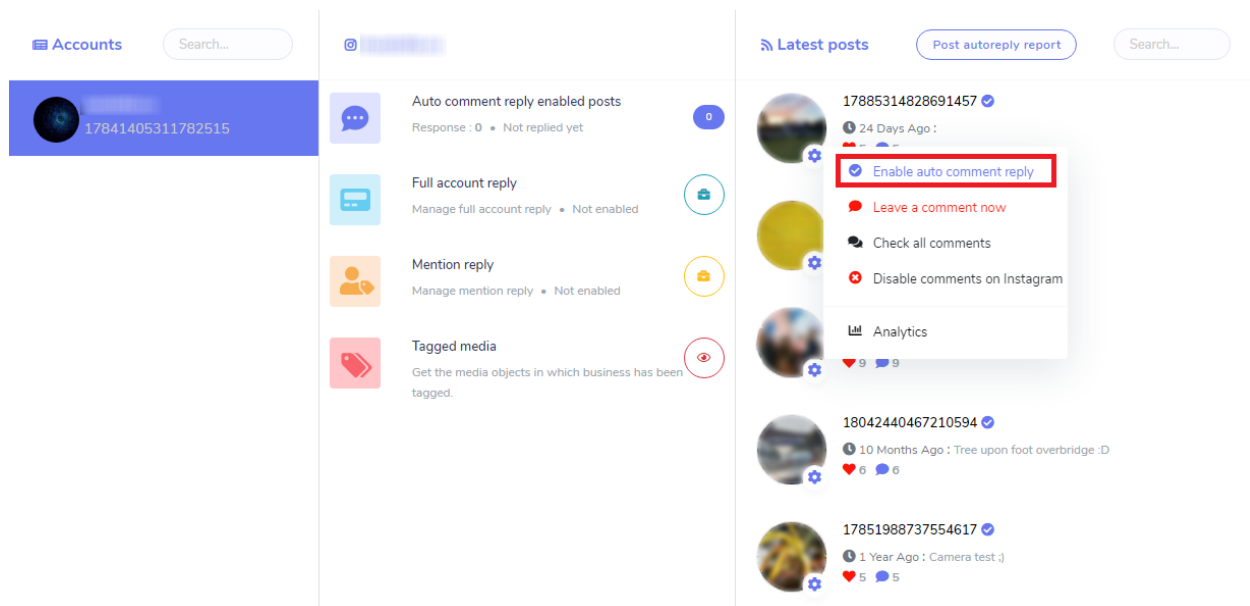 Accounts
Search...
17841405311782515
Auto comment reply enabled posts
Response : 0 • Not replied yet
0
Full account reply
Manage full account reply • Not enabled
Mention reply
Manage mention reply • Not enabled
Tagged media
Get the media objects in which business has been
tagged.
Latest posts
Post autoreply report
Search...
17885314828691457
24 Days Ago :
Enable auto comment reply
Leave a comment now
Check all comments
Disable comments on Instagram
Analytics
9 9
18042440467210594
10 Months Ago : Tree upon foot overbridge :D
6 6
17851988737554617
1 Year Ago : Camera test ;)
5 5